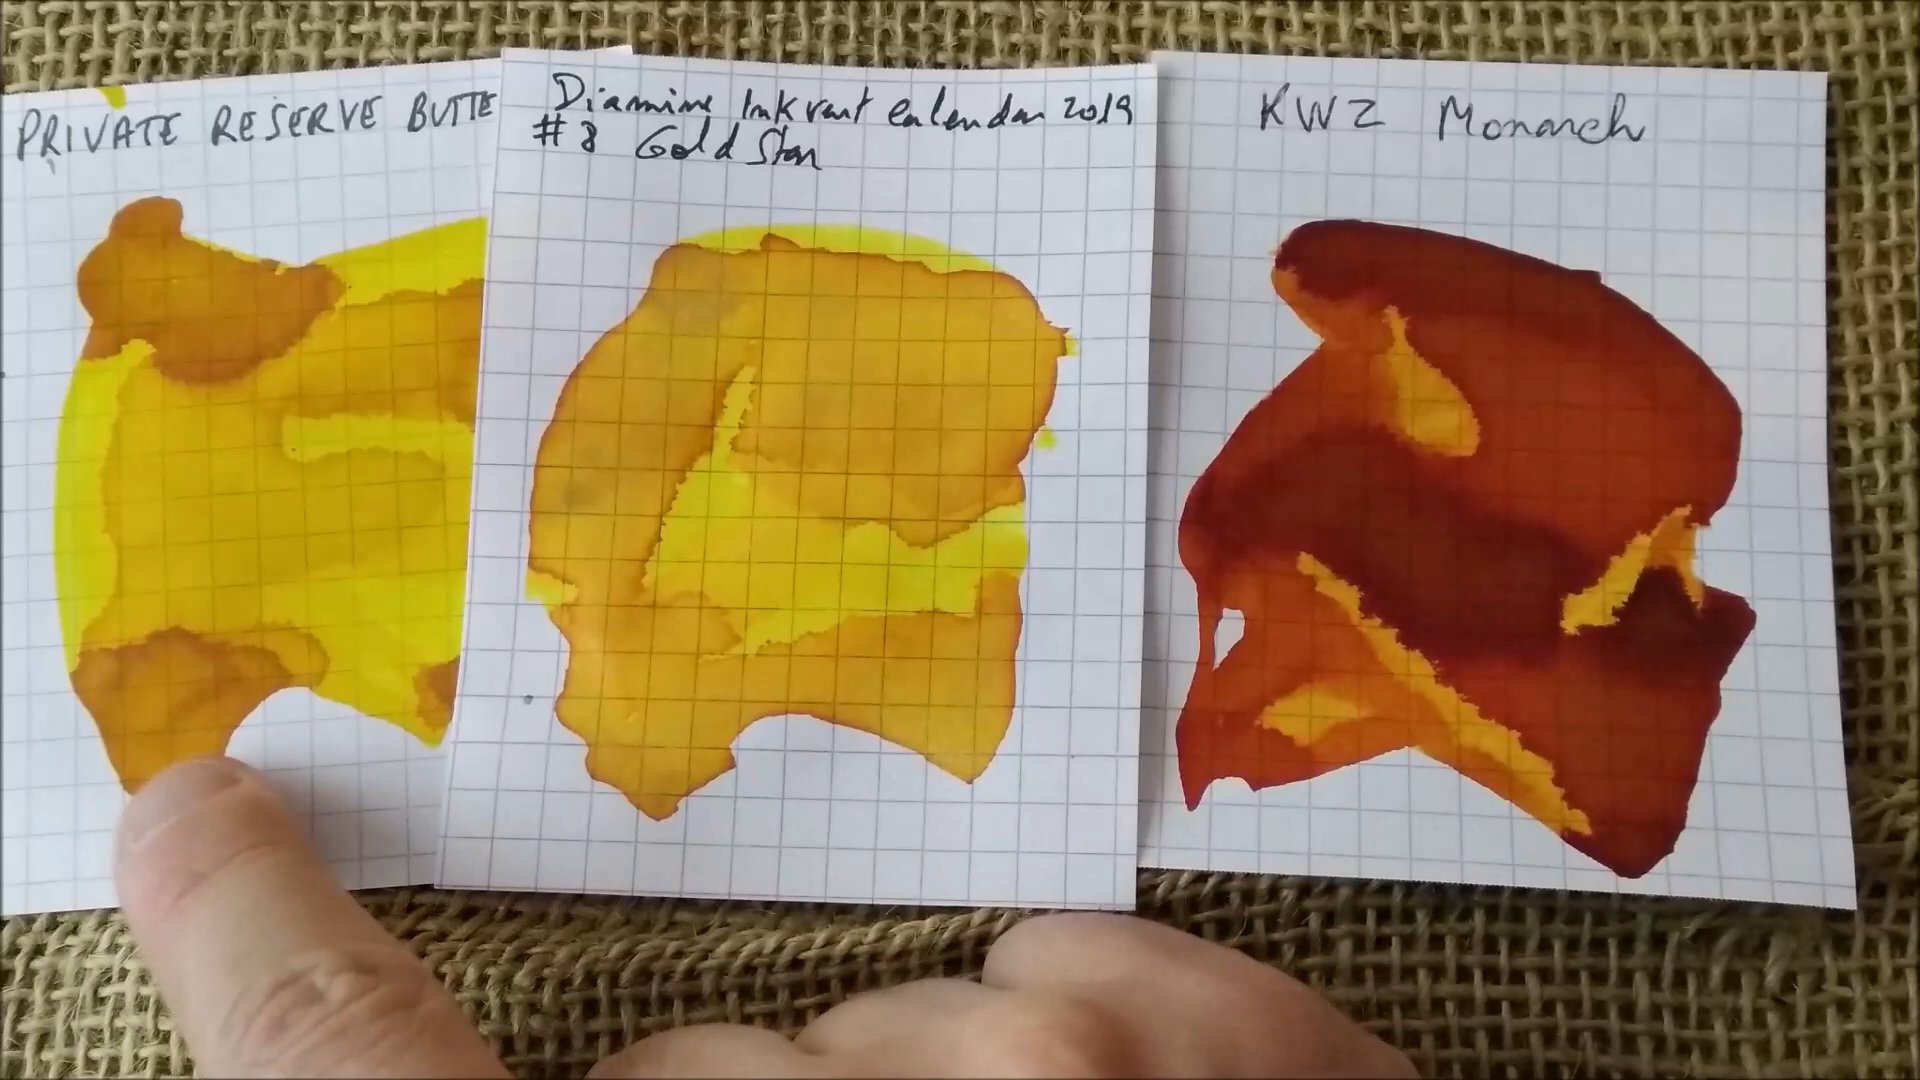 PRIVATE RESERVE BUTTE
Diamine Inkvent Calendar 2019
#8 Gold Star
KWZ Monarch